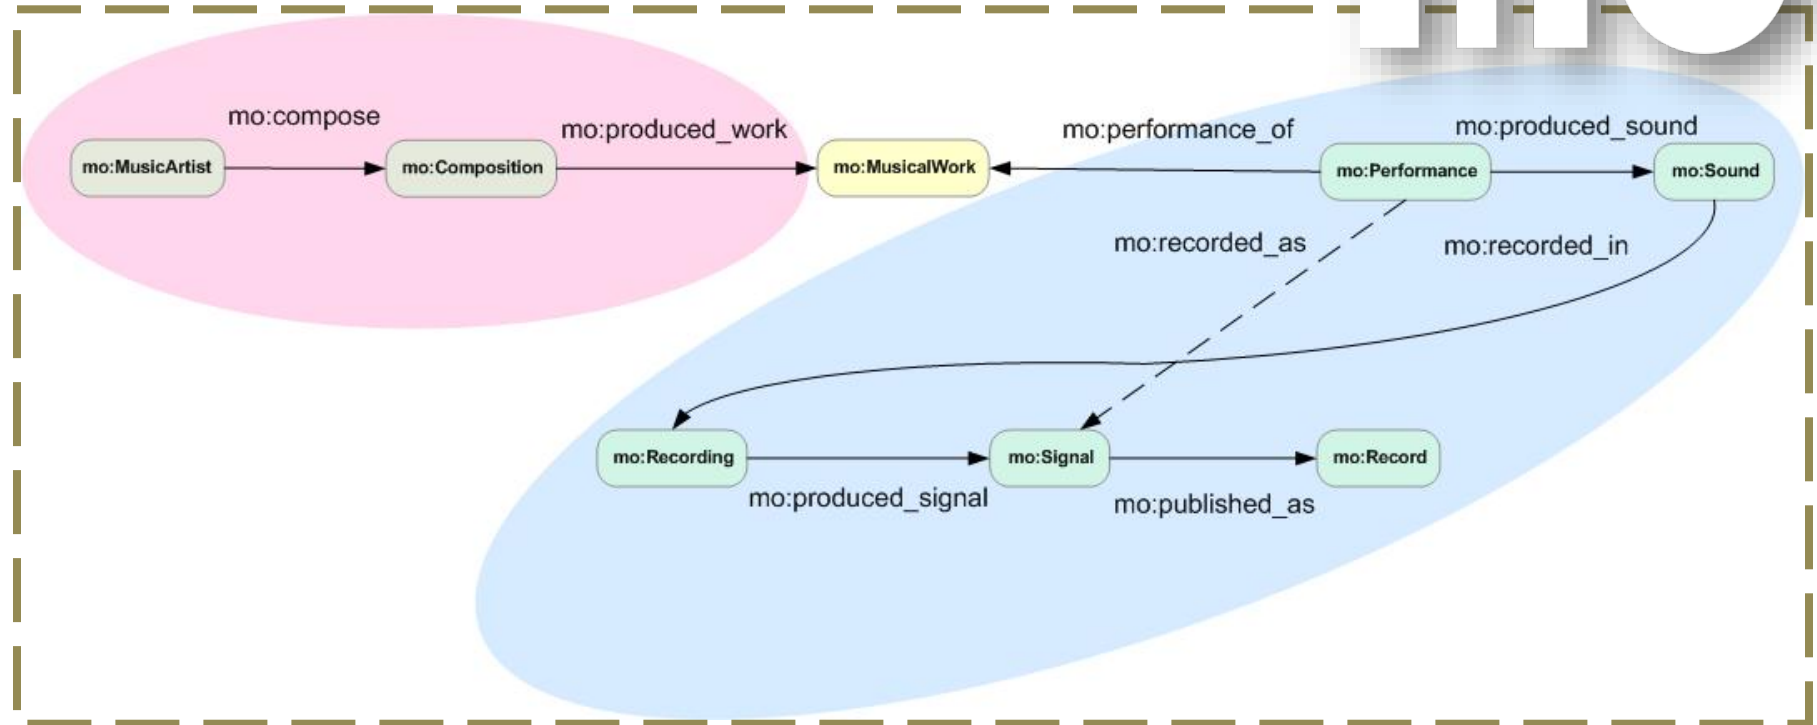 mo:compose
mo:produced_work
mo:performance_of
mo:produced_sound
mo:MusicArtist
mo:Composition
mo:MusicalWork
mo:Performance
mo:Sound
mo:recorded_as
mo:recorded_in
mo:Recording
mo:Signal
mo:Record
mo:produced_signal
mo:published_as